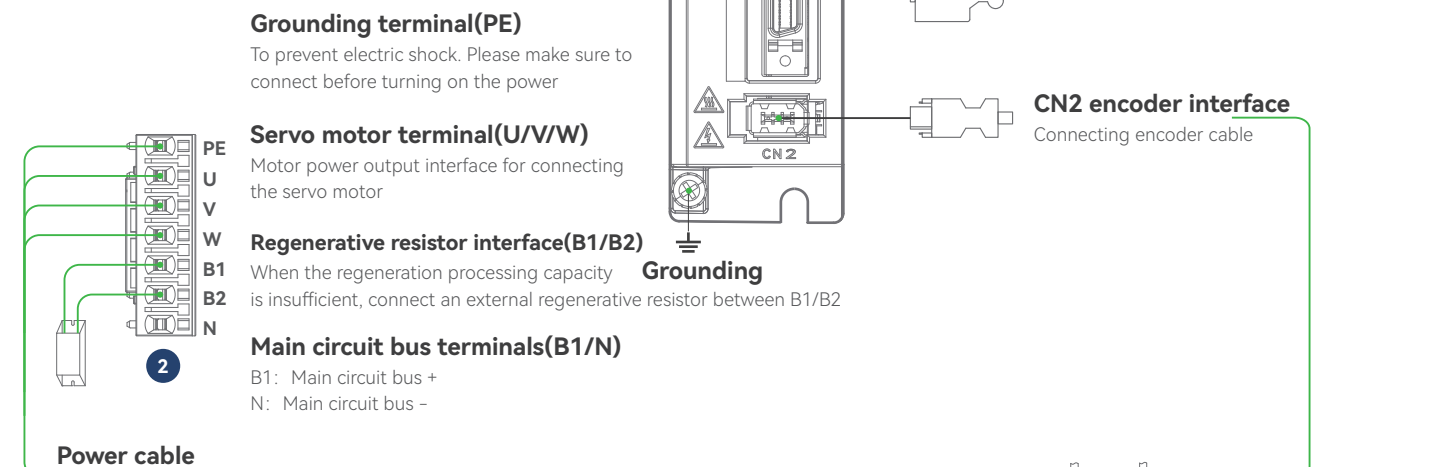 Grounding terminal(PE)
To prevent electric shock. Please make sure to
connect before turning on the power
Servo motor terminal(U/V/W)
Motor power output interface for connecting
the servo motor
Regenerative resistor interface(B1/B2)
When the regeneration processing capacity
is insufficient, connect an external regenerative resistor between B1/B2
Main circuit bus terminals(B1/N)
B1: Main circuit bus +
N: Main circuit bus -
PE
U
V
W
B1
B2
N
2
Power cable
CN2
Grounding
CN2 encoder interface
Connecting encoder cable